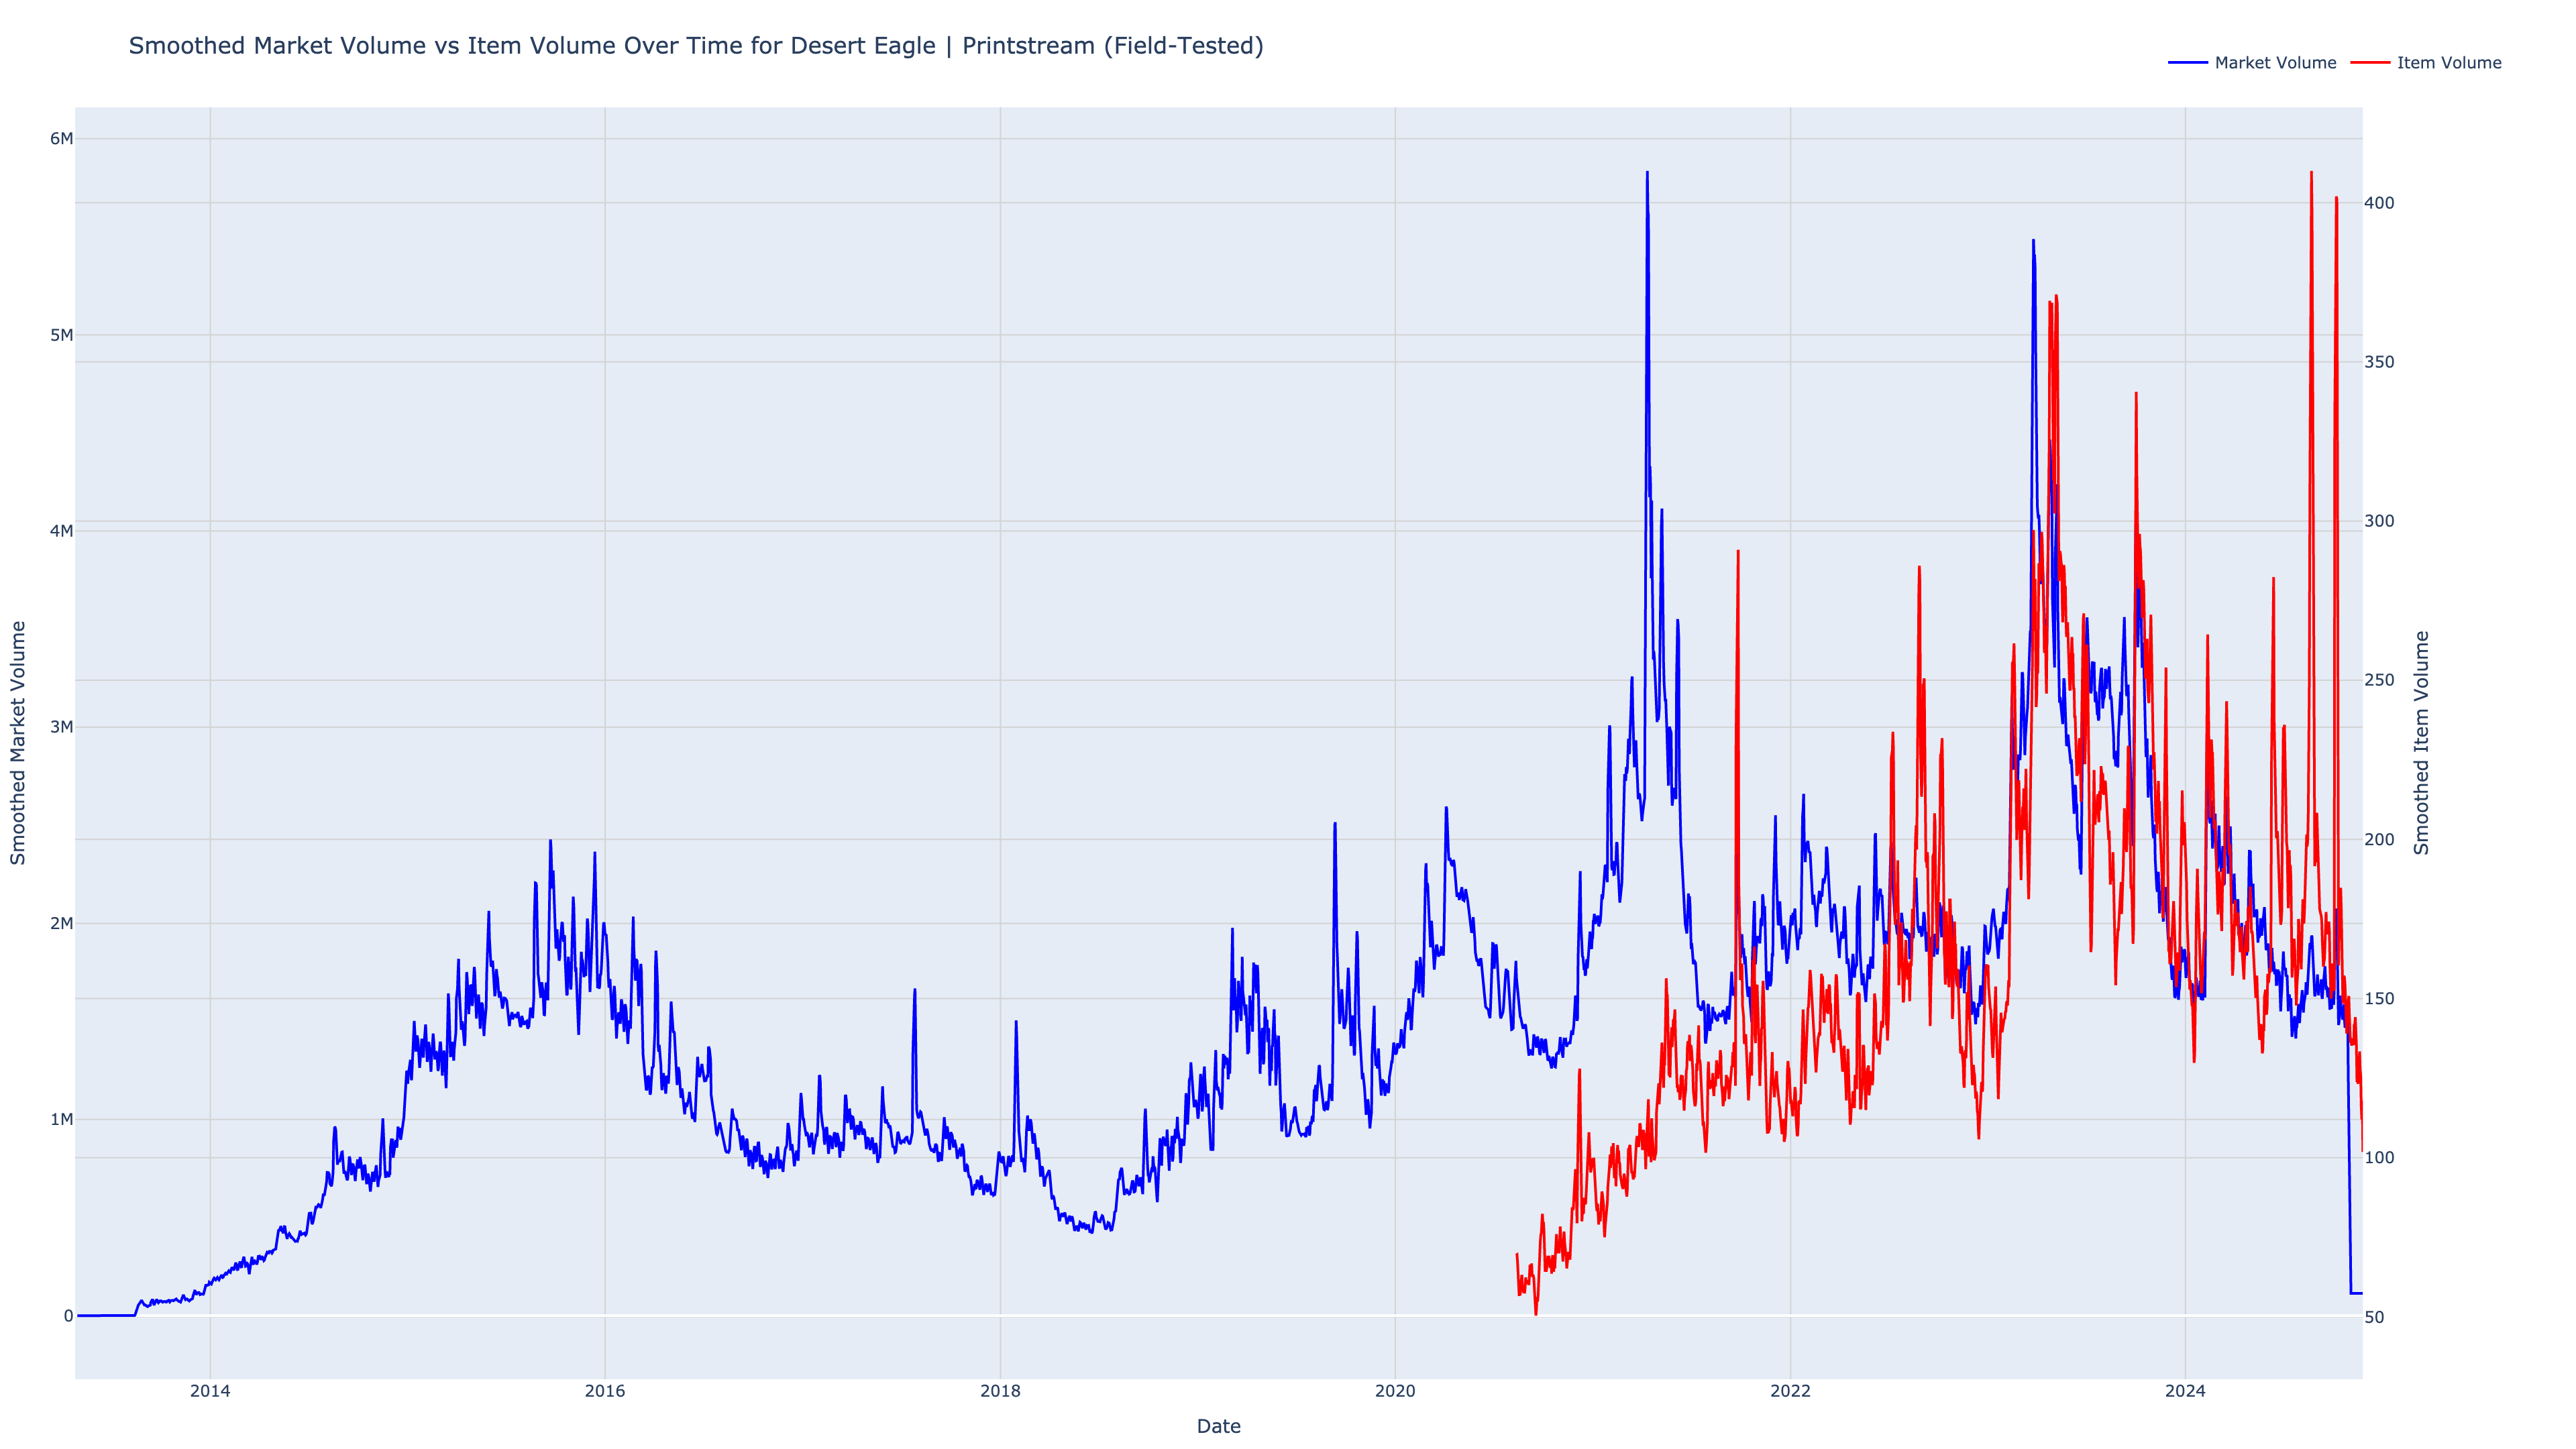 Smoothed Market Volume vs Item Volume Over Time for Desert Eagle | Printstream (Field-Tested)
Market Volume
Item Volume
6M
5M
4M
3M
2M
1M
0
Smoothed Market Volume
400
350
300
250
200
150
100
50
Smoothed Item Volume
2014
2016
2018
2020
2022
2024
Date